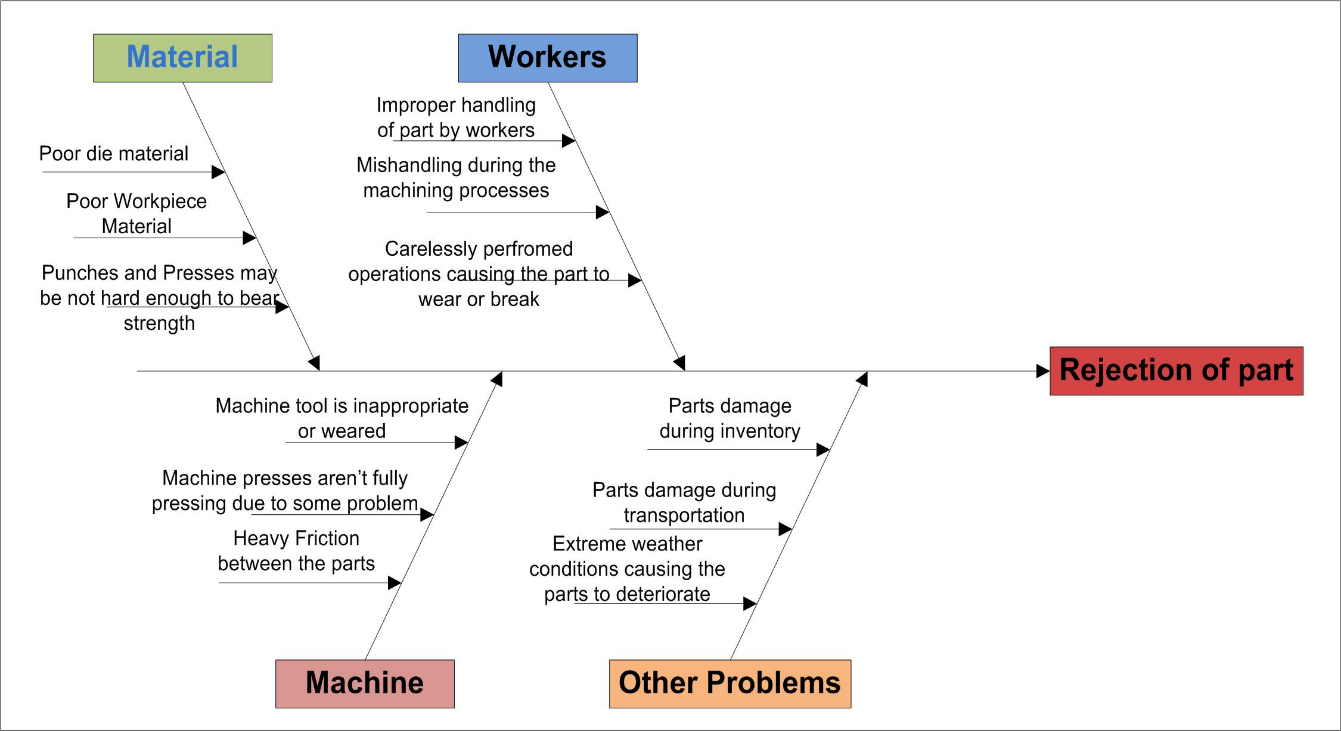 Material
Workers
Improper handling
of part by workers
Poor die material
Mishandling during the
machining processes
Poor Workpiece
Material
Carelessly perfromed
operations causing the part to
wear or break
Punches and Presses may
be not hard enough to bear
strength
Rejection of part
Machine tool is inappropriate
or weared
Parts damage
during inventory
Machine presses aren't fully
pressing due to some problem
Parts damage during
transportation
Heavy Friction
between the parts
Extreme weather
conditions causing the
parts to deteriorate
Machine
Other Problems